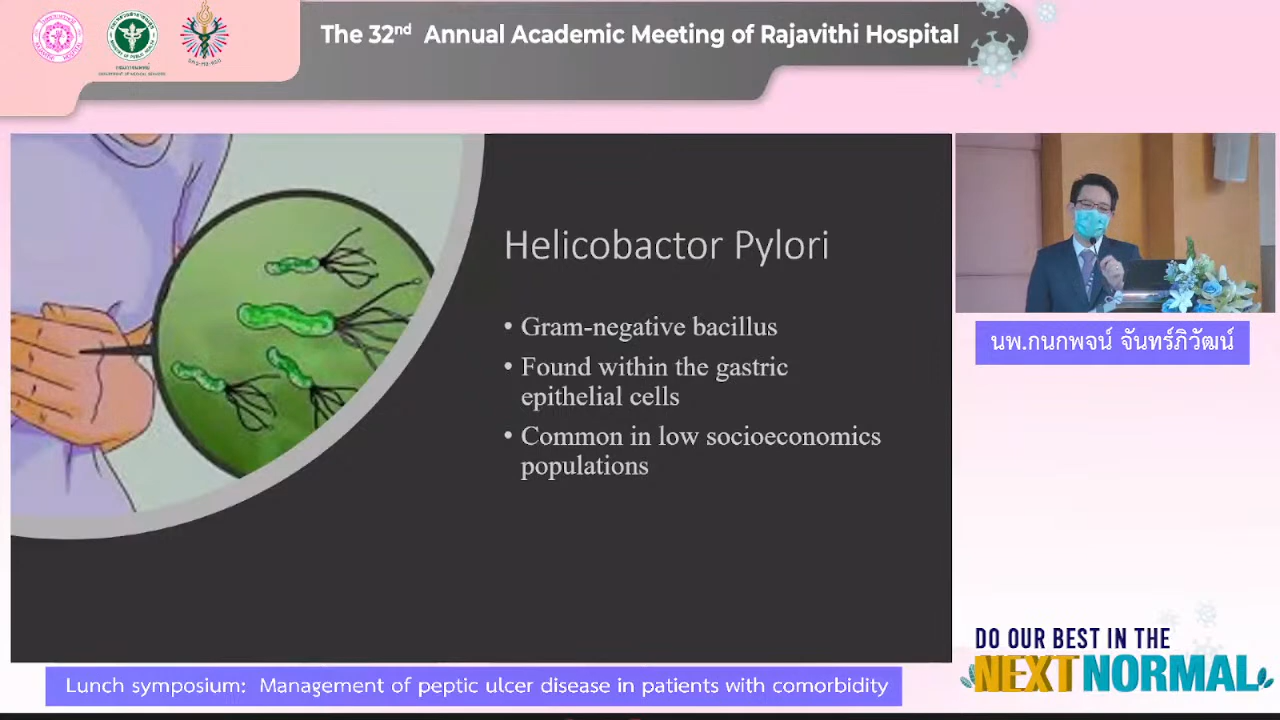 The 32nd Annual Academic Meeting of Rajavithi Hospital
Helicobactor Pylori
• Gram-negative bacillus
• Found within the gastric
epithelial cells
• Common in low socioeconomics
populations
นพ.กนกพจน์ จันทร์ภิวัฒน์
DO OUR BEST IN THE
NEXT NORMAL
Lunch symposium: Management of peptic ulcer disease in patients with comorbidity